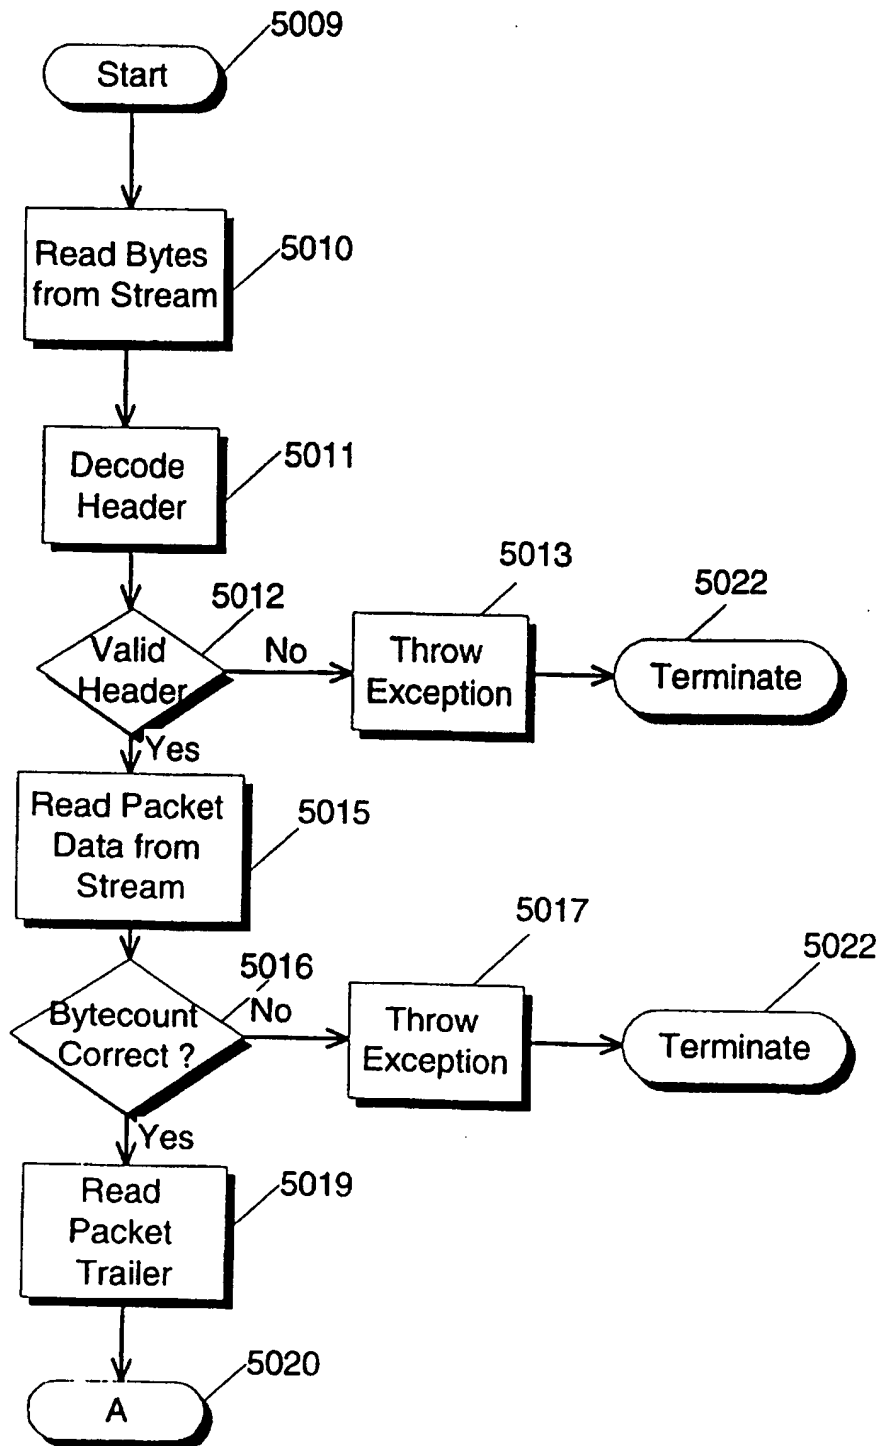 5009
Start
Read Bytes
from Stream
5010
Decode
Header
5011
5012
Valid
Header
No
5013
Throw
Exception
5022
Terminate
Yes
Read Packet
Data from
Stream
5015
5016
Bytecount
Correct ?
No
5017
Throw
Exception
5022
Terminate
Yes
Read
Packet
Trailer
5019
5020
A